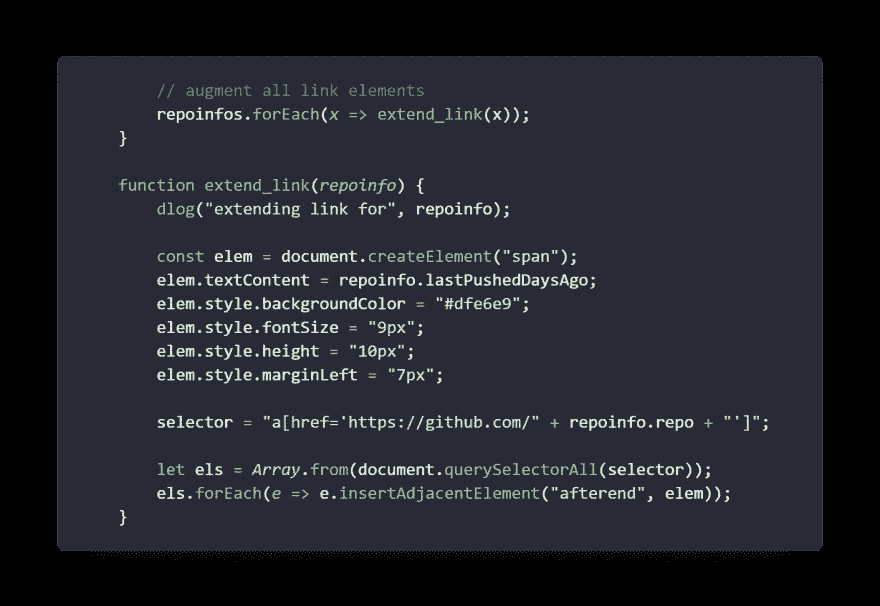 // augment all link elements
repoinfos.forEach(x => extend_link(x));
}
function extend_link(repoinfo) {
dlog("extending link for", repoinfo);
const elem = document.createElement("span");
elem.textContent = repoinfo.lastPushedDaysAgo;
elem.style.backgroundColor = "#dfe6e9";
elem.style.fontSize = "9px";
elem.style.height = "10px";
elem.style.marginLeft = "7px";
selector = "a[href='https://github.com/" + repoinfo.repo + "']";
let els = Array.from(document.querySelectorAll(selector));
els.forEach(e => e.insertAdjacentElement("afterend", elem));
}